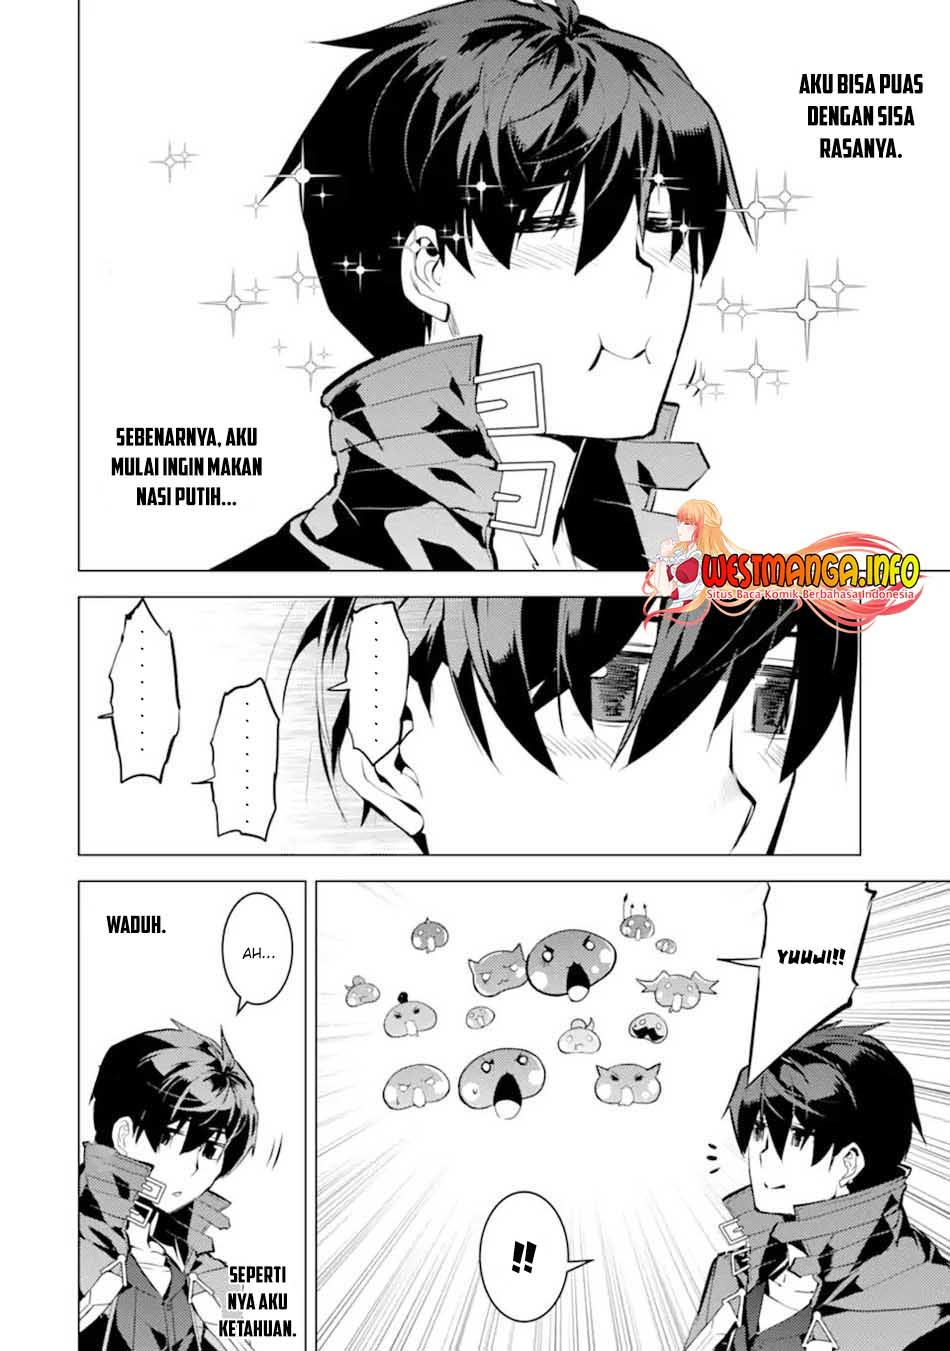 AKU BISA PUAS
DENGAN SISA
RASANYA.
SEBENARNYA, AKU
MULAI INGIN MAKAN
NASI PUTIH...
WESTMANGA.INFO
Situs Baca Komik Berbahasa Indonesia
.......
......
.......
YUUJI!!
!!
AH...
WADUH.
SEPERTI
NYA AKU
KETAHUAN.